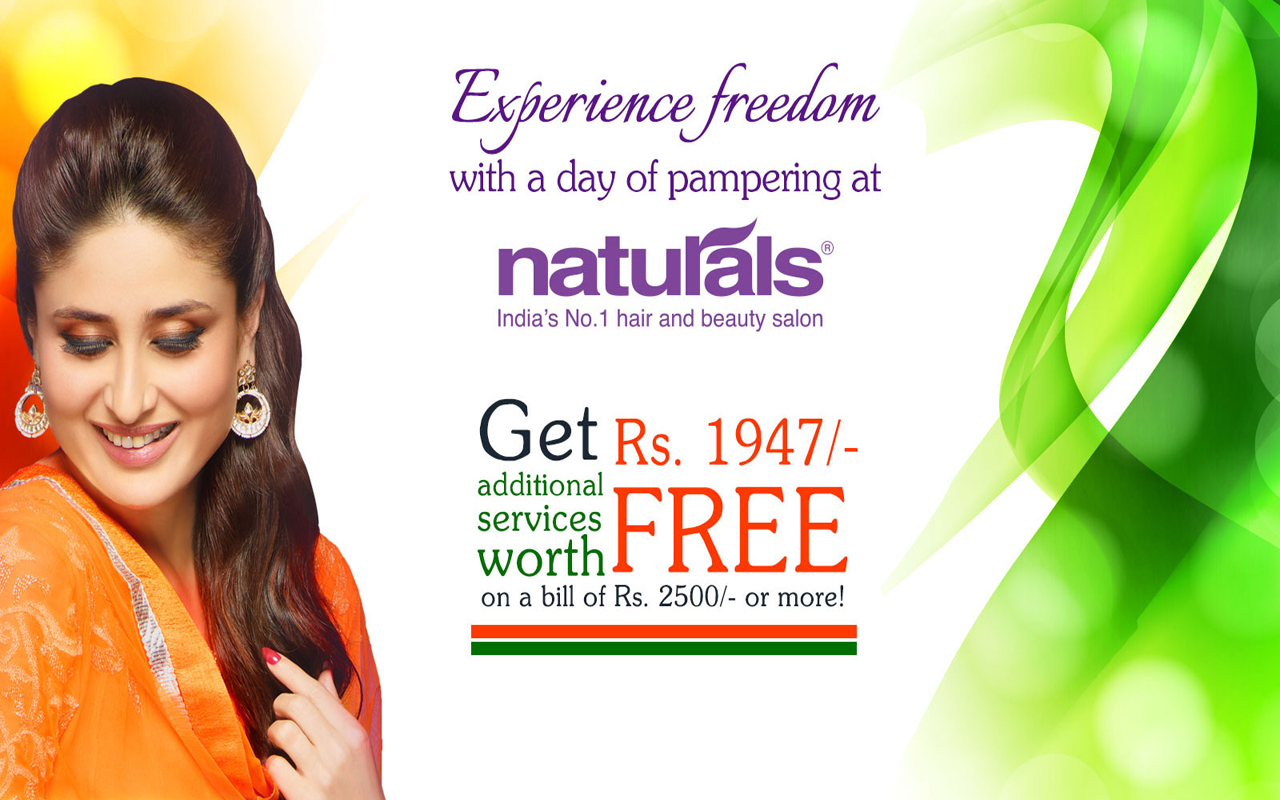 Experience freedom
with a day of pampering at
naturals®
India's No.1 hair and beauty salon
Get
additional
services
worth
Rs. 1947/-
FREE
on a bill of Rs. 2500/- or more!